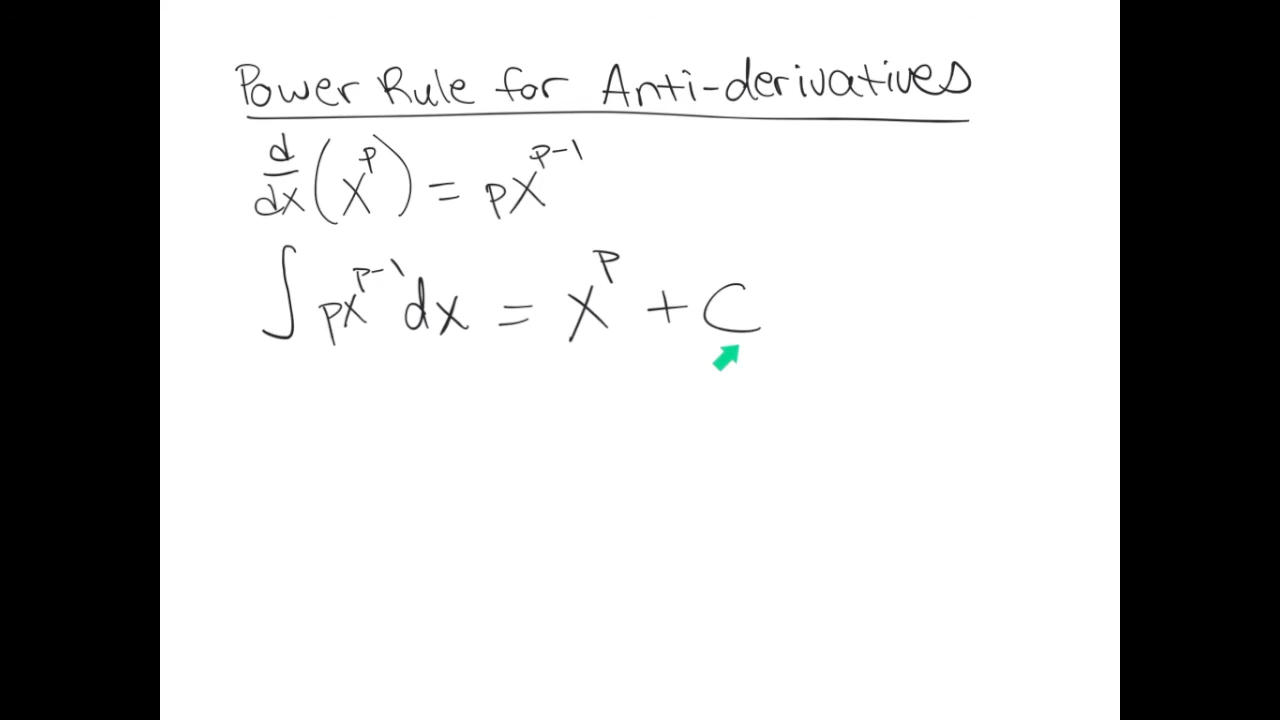 Power Rule for Anti-derivatives
d/dx (x^p) = px^(p-1)
∫ px^(p-1) dx = x^p + C